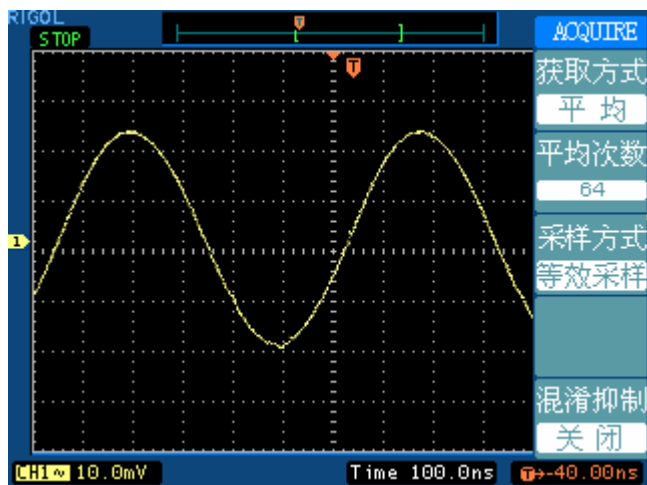 RIGOL
STOP
T
ACQUIRE
获取方式
平均
T
平均次数
64
采样方式
1
等效采样
混淆抑制
关闭
CH1~ 10.0mV
Time 100.0ns
T→-40.00ns